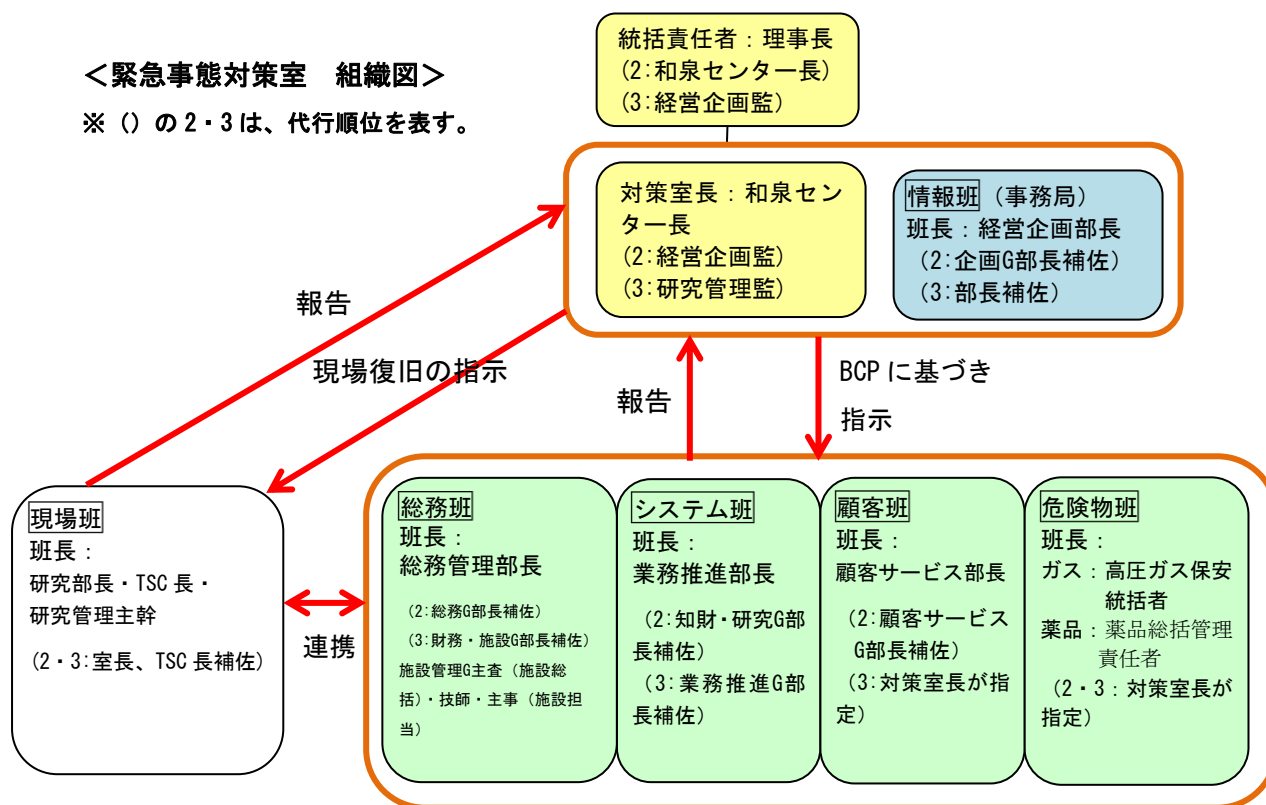 ＜緊急事態対策室　組織図＞
※（）の2・3は、代行順位を表す。
統括責任者：理事長
(2:和泉センター長)
(3:経営企画監)
対策室長：和泉セン
ター長
(2:経営企画監)
(3:研究管理監)
情報班（事務局）
班長：経営企画部長
（2:企画G部長補佐）
（3:部長補佐）
報告
現場復旧の指示
報告
BCPに基づき
指示
現場班
班長：
研究部長・TSC長・
研究管理主幹
（2・3:室長、TSC長補佐）
連携
総務班
班長：
総務管理部長
（2:総務G部長補佐）
（3:財務・施設G部長補佐）
施設管理G主査（施設総
括）・技師・主事（施設担
当）
システム班
班長：
業務推進部長
（2:知財・研究G部
長補佐）
（3:業務推進G部
長補佐）
顧客班
班長：
顧客サービス部長
（2:顧客サービス
G部長補佐）
（3:対策室長が指
定）
危険物班
班長：
ガス：高圧ガス保安
統括者
薬品：薬品総括管理
責任者
（2・3：対策室長が
指定）